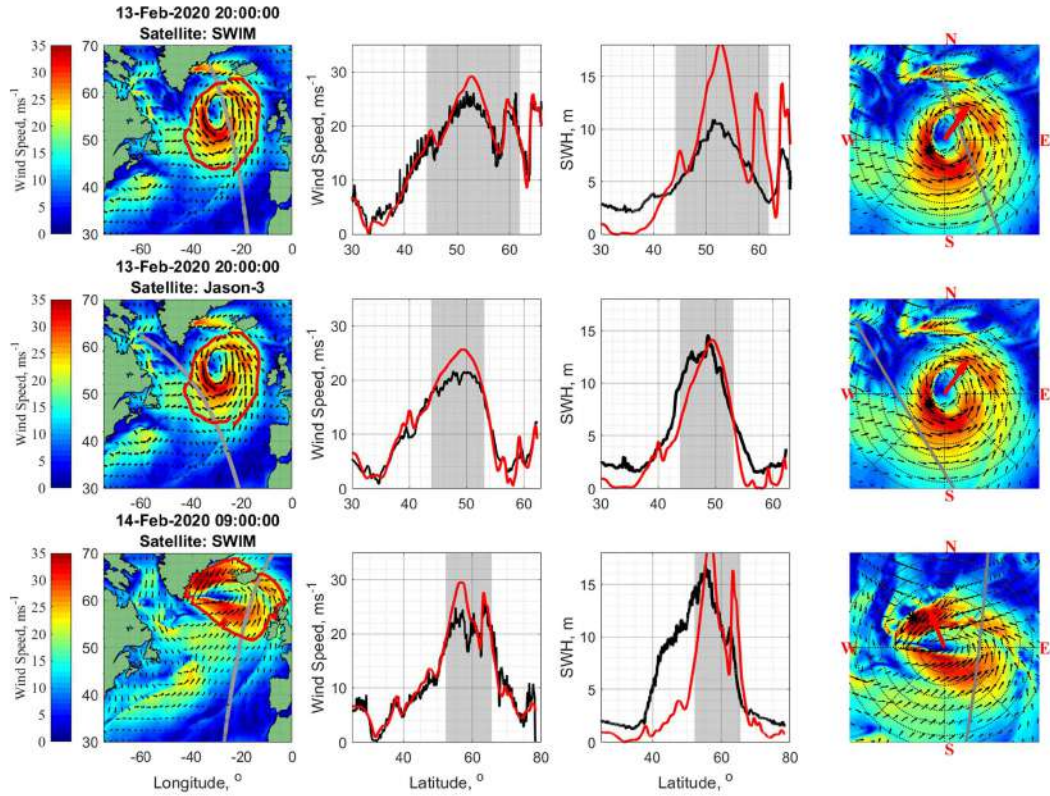 13-Feb-2020 20:00:00
Satellite: SWIM
Wind Speed, ms-1
35
30
25
20
15
10
5
0
70
60
50
40
30
-60 -40 -20 0
Wind Speed, ms-1
30
20
10
0
30 40 50 60
SWH, m
15
10
5
0
30 40 50 60
N
W E
S
13-Feb-2020 20:00:00
Satellite: Jason-3
Wind Speed, ms-1
35
30
25
20
15
10
5
0
70
60
50
40
30
-60 -40 -20 0
Wind Speed, ms-1
30
20
10
0
30 40 50 60
SWH, m
15
10
5
0
30 40 50 60
N
W E
S
14-Feb-2020 09:00:00
Satellite: SWIM
Wind Speed, ms-1
35
30
25
20
15
10
5
0
70
60
50
40
30
-60 -40 -20 0
Longitude, o
Wind Speed, ms-1
30
20
10
0
40 60 80
Latitude, o
SWH, m
15
10
5
0
40 60 80
Latitude, o
N
W E
S